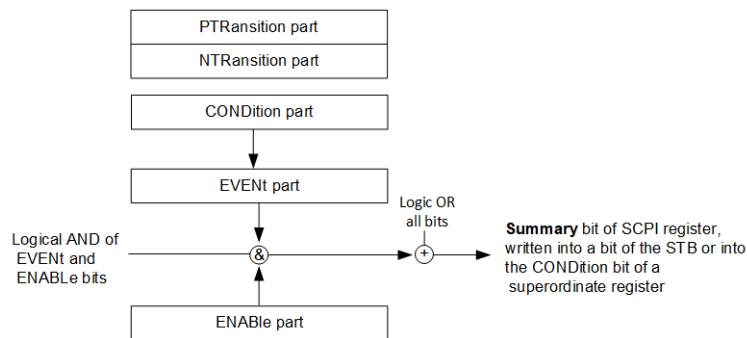 PTRansition part
NTRansition part
CONDition part
EVENt part
Logic OR
all bits
Logical AND of
EVENt and
ENABLe bits
&
+
Summary bit of SCPI register,
written into a bit of the STB or into
the CONDition bit of a
superordinate register
ENABle part